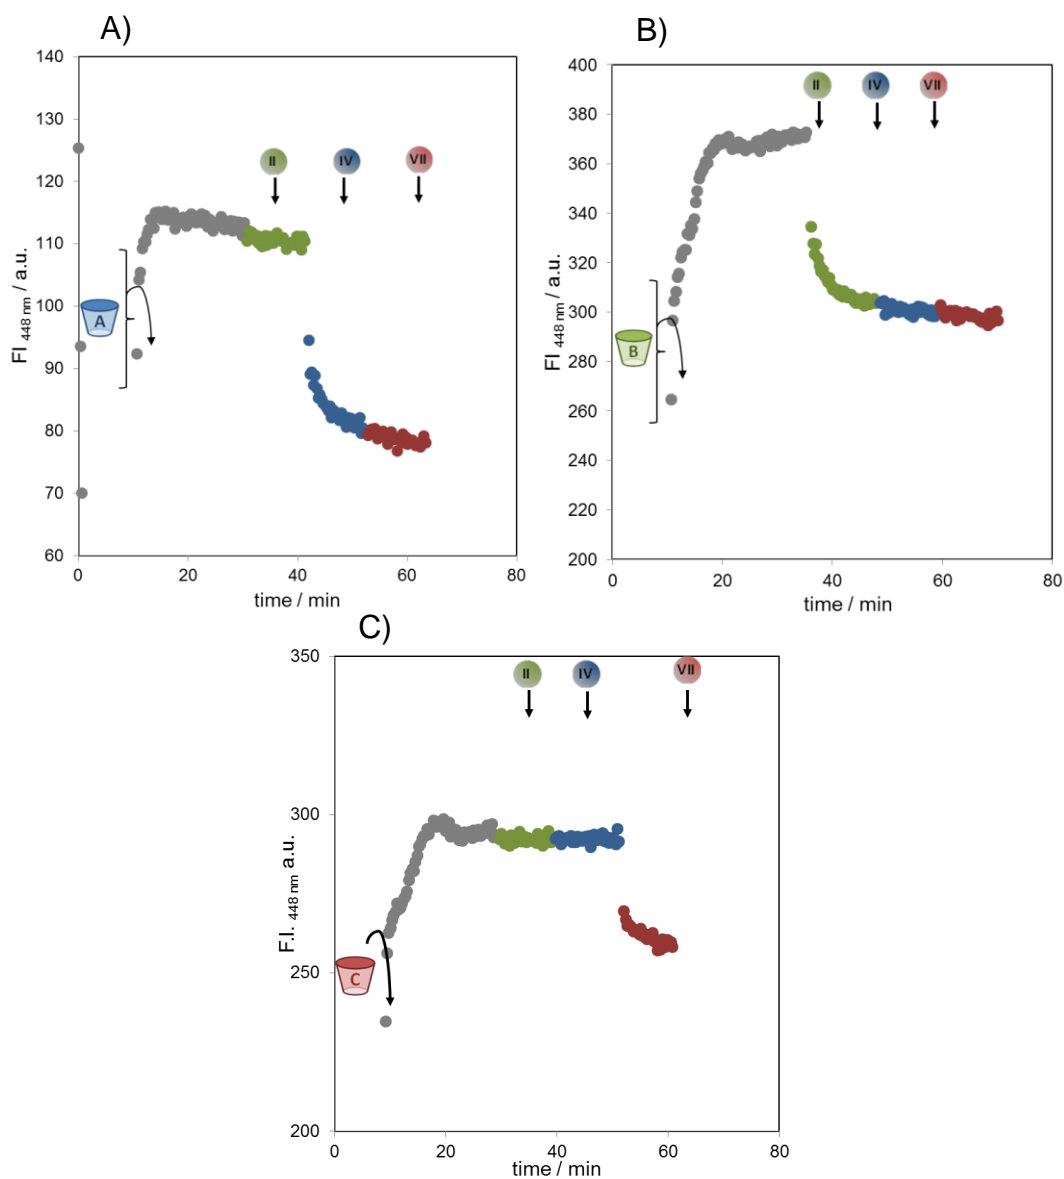 A)
140
130
120
110
100
90
80
70
60
0
20
40
60
80
FI 448 nm / a.u.
time / min
II
IV
VII
A
B)
400
380
360
340
320
300
280
260
240
220
200
0
20
40
60
80
FI 448 nm / a.u.
time / min
II
IV
VII
B
C)
350
300
250
200
0
20
40
60
80
F.I. 448 nm a.u.
time / min
II
IV
VII
C